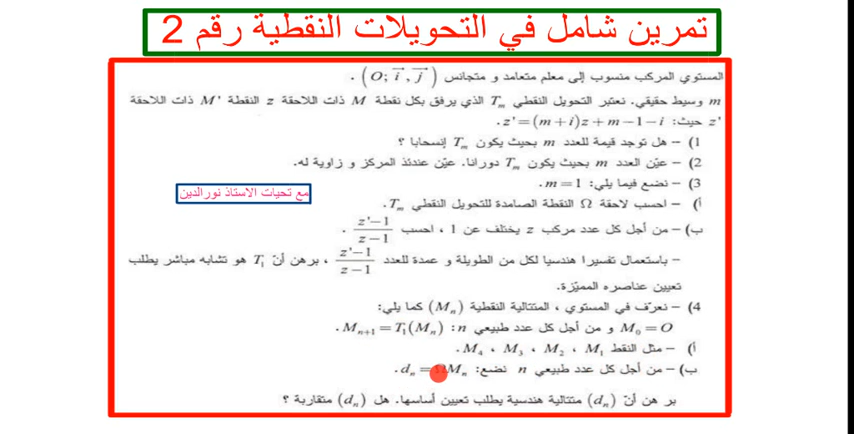 تمرين شامل في التحويلات النقطية رقم 2
المستوي المركب منسوب إلى معلم متعامد و متجانس (O; i, j) .
m وسيط حقيقي. نعتبر التحويل النقطي Tm الذي يرفق بكل نقطة M ذات اللاحقة z النقطة M' ذات اللاحقة
z' حيث: z'=(m+i)z+m−1−i .
1) – هل توجد قيمة للعدد m بحيث يكون Tm إنسحابا ؟
2) – عيّن العدد m بحيث يكون Tm دورانا. عيّن عندئذ المركز و زاوية له.
3) – نضع فيما يلي: m=1 .
مع تحيات الاستاذ نورالدين
أ) – احسب لاحقة Ω النقطة الصامدة للتحويل النقطي Tm .
ب) – من أجل كل عدد مركب z يختلف عن 1 ، احسب (z'−1)/(z−1) .
– باستعمال تفسيرا هندسيا لكل من الطويلة و عمدة للعدد (z'−1)/(z−1) ، برهن أنّ T1 هو تشابه مباشر يطلب
تعيين عناصره المميّزة.
4) – نعرّف في المستوي ، المتتالية النقطية (Mn) كما يلي:
M0=O و من أجل كل عدد طبيعي n : Mn+1=T1(Mn) .
أ) – مثل النقط M1 ، M2 ، M3 ، M4 .
ب) – من أجل كل عدد طبيعي n نضع: dn=ΩMn .
بر هن أنّ (dn) متتالية هندسية يطلب تعيين أساسها. هل (dn) متقاربة ؟